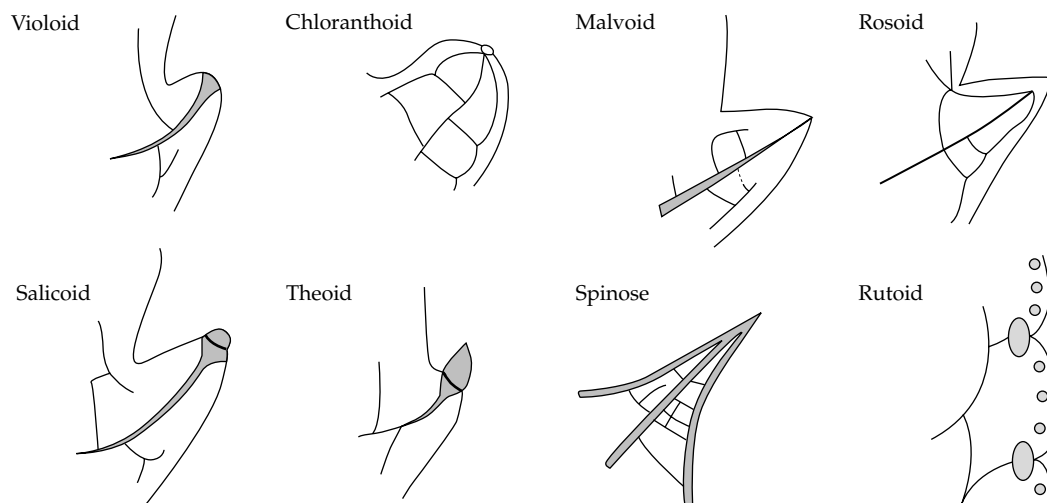 Violoid
Chloranthoid
Malvoid
Rosoid
Salicoid
Theoid
Spinose
Rutoid